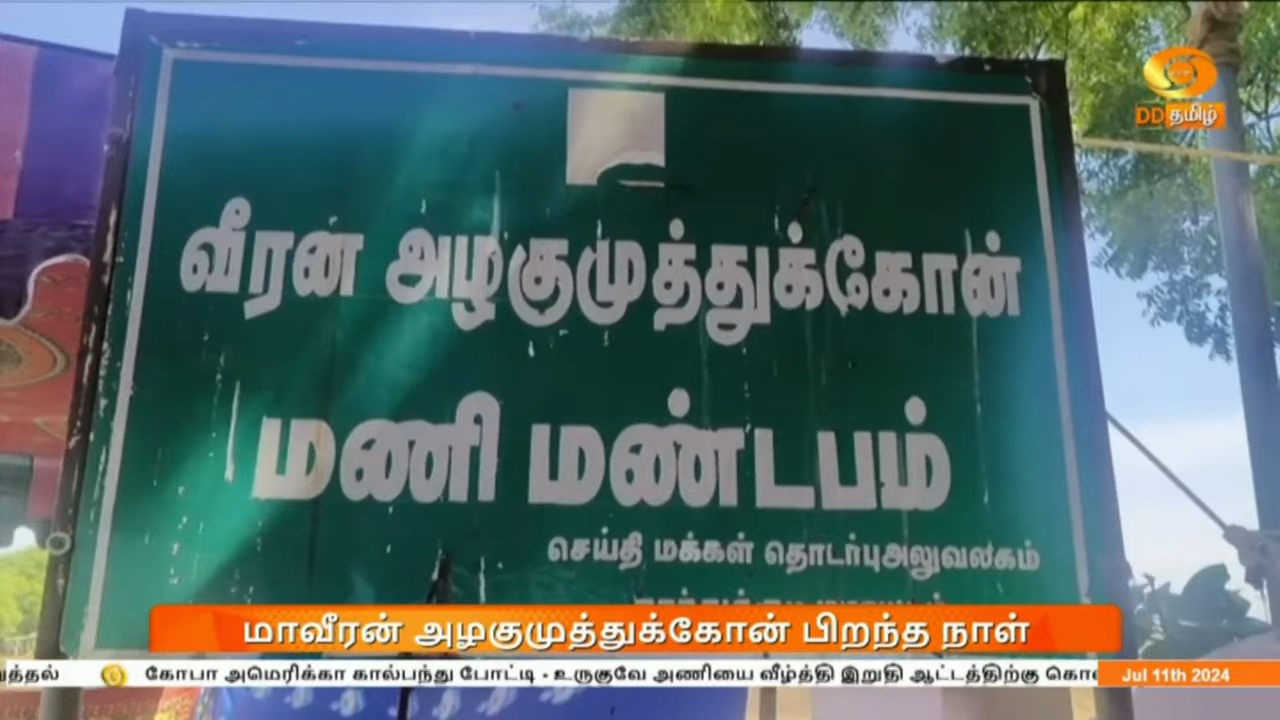 DD தமிழ்
வீரன் அழகுமுத்துக்கோன்
மணி மண்டபம்
செய்தி மக்கள் தொடர்புஅலுவலகம்
மாவீரன் அழகுமுத்துக்கோன் பிறந்த நாள்
கோபா அமெரிக்கா கால்பந்து போட்டி - உருகுவே அணியை வீழ்த்தி இறுதி ஆட்டத்திற்கு
Jul 11th 2024